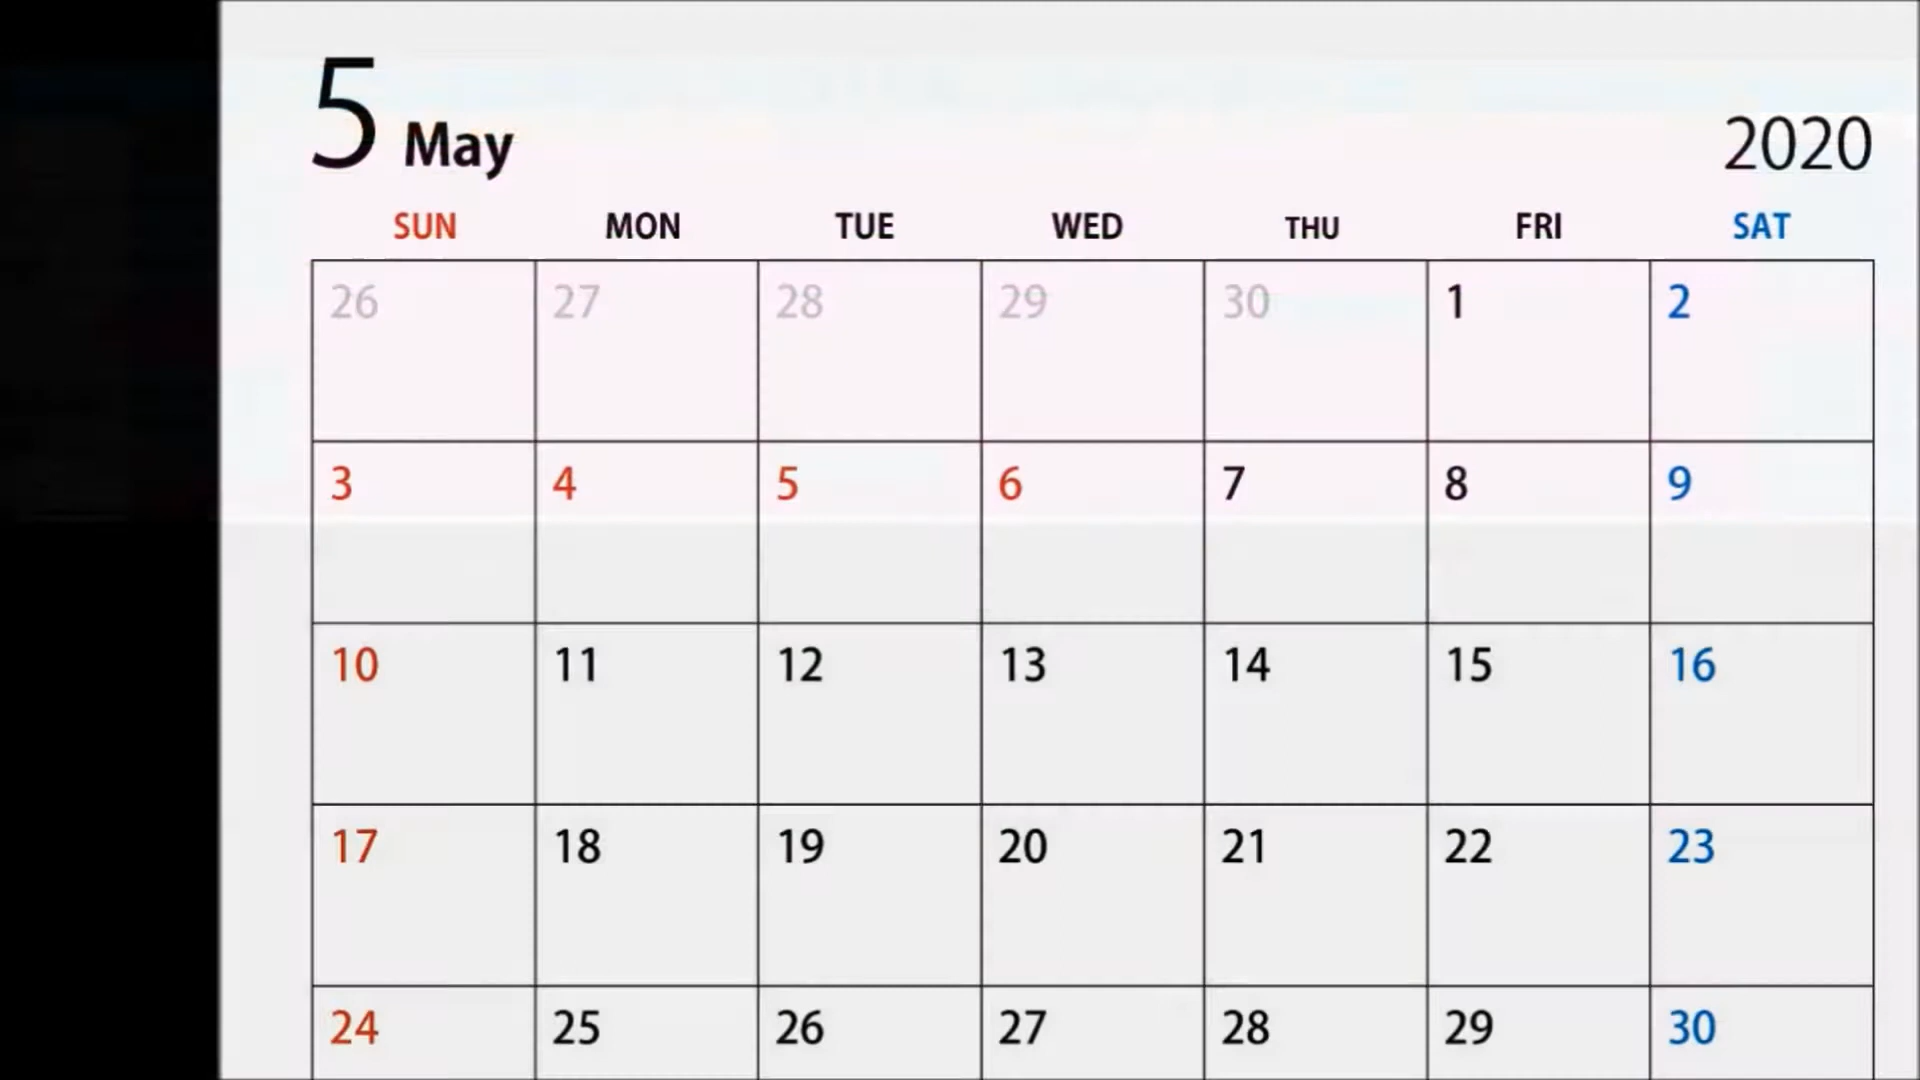 5 May
2020
SUN MON TUE WED THU FRI SAT
26 27 28 29 30 1 2
3 4 5 6 7 8 9
10 11 12 13 14 15 16
17 18 19 20 21 22 23
24 25 26 27 28 29 30